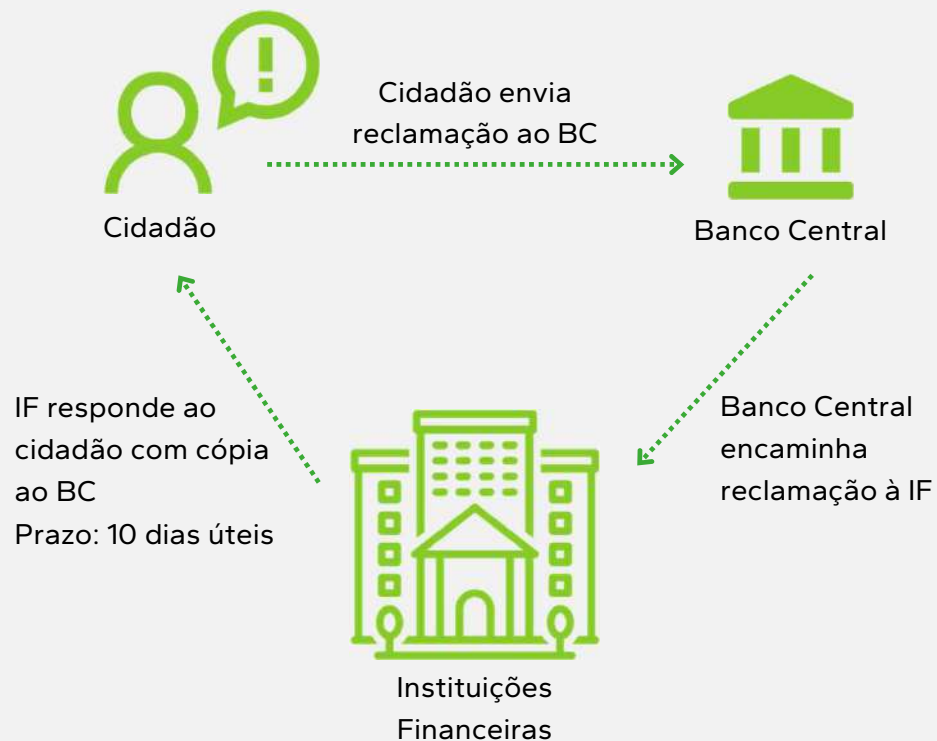 Cidadão envia
reclamação ao BC
Cidadão
Banco Central
IF responde ao
cidadão com cópia
ao BC
Prazo: 10 dias úteis
Banco Central
encaminha
reclamação à IF
Instituições
Financeiras